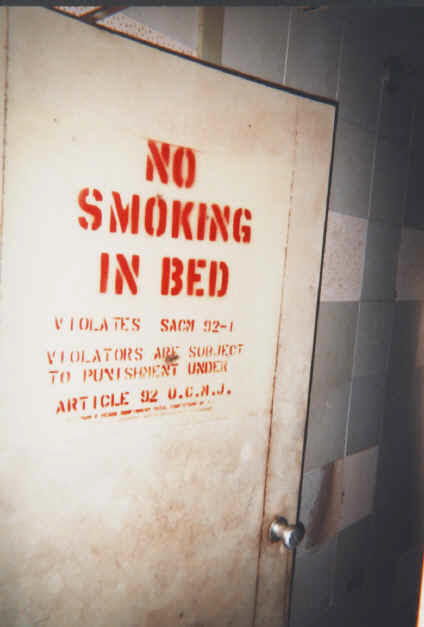 NO
SMOKING
IN BED
VIOLATES SACM 92-1
VIOLATORS ARE SUBJECT
TO PUNISHMENT UNDER
ARTICLE 92 U.C.M.J.